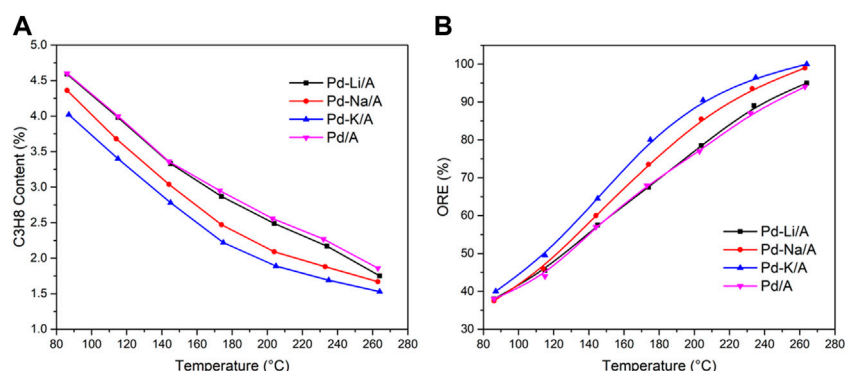 A
B
5.0
4.5
4.0
3.5
3.0
2.5
2.0
1.5
1.0
C3H8 Content (%)
80 100 120 140 160 180 200 220 240 260 280
Temperature (°C)
Pd-Li/A
Pd-Na/A
Pd-K/A
Pd/A
100
90
80
70
60
50
40
30
ORE (%)
80 100 120 140 160 180 200 220 240 260 280
Temperature (°C)
Pd-Li/A
Pd-Na/A
Pd-K/A
Pd/A